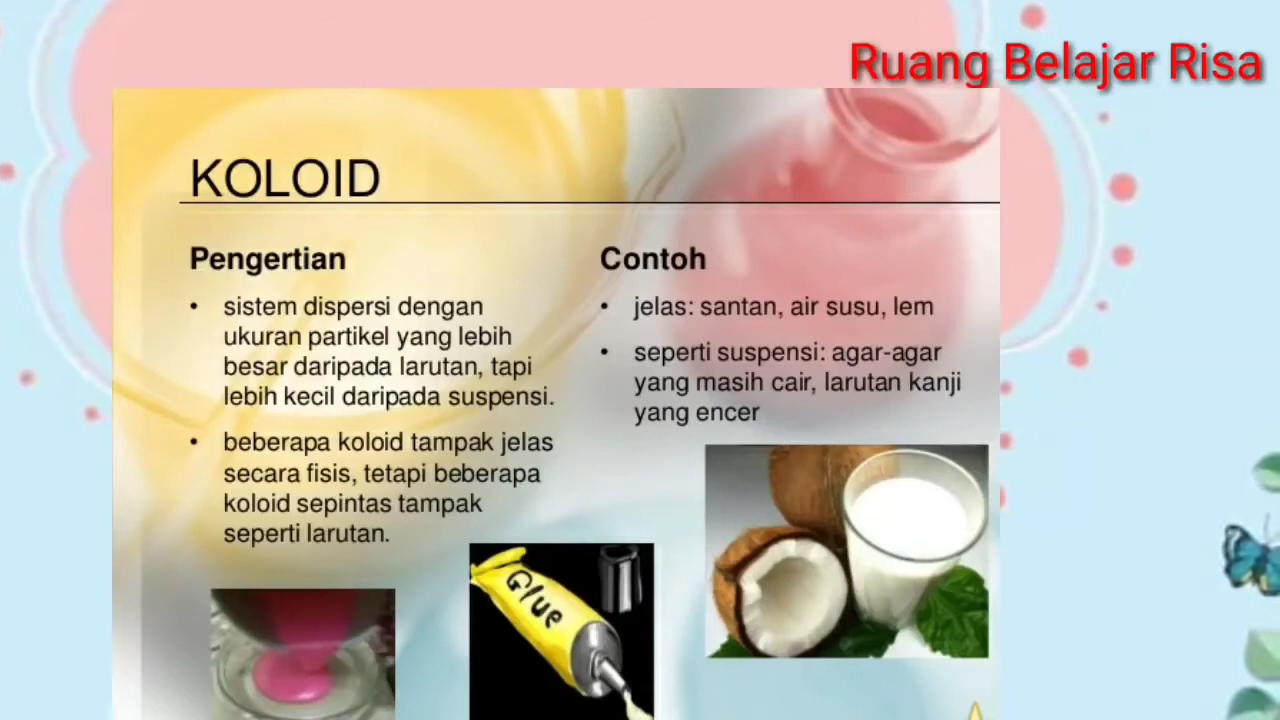 Ruang Belajar Risa
KOLOID
Pengertian
• sistem dispersi dengan
ukuran partikel yang lebih
besar daripada larutan, tapi
lebih kecil daripada suspensi.
• beberapa koloid tampak jelas
secara fisis, tetapi beberapa
koloid sepintas tampak
seperti larutan.
Contoh
• jelas: santan, air susu, lem
• seperti suspensi: agar-agar
yang masih cair, larutan kanji
yang encer
Glue